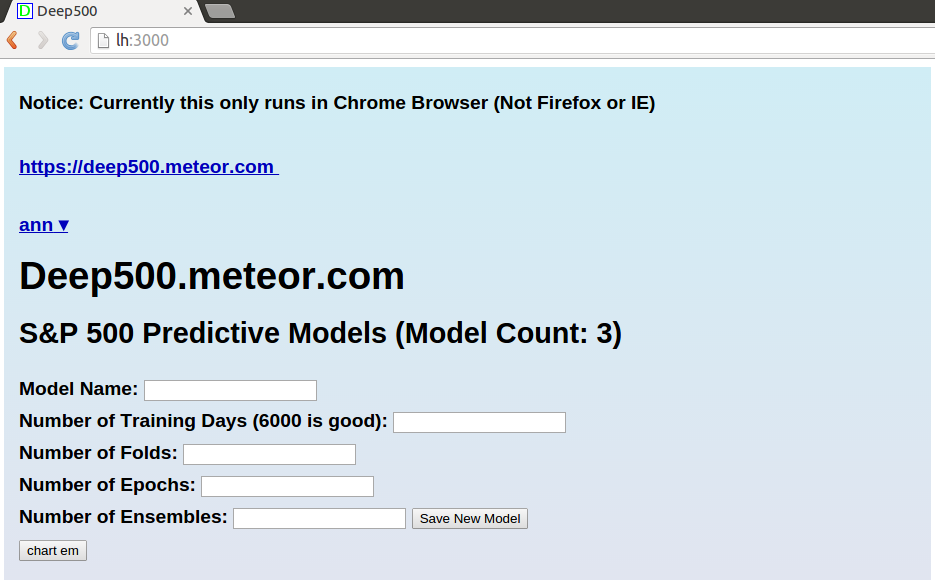 Deep500
lh:3000
Notice: Currently this only runs in Chrome Browser (Not Firefox or IE)
https://deep500.meteor.com
ann ▼
Deep500.meteor.com
S&P 500 Predictive Models (Model Count: 3)
Model Name:
Number of Training Days (6000 is good):
Number of Folds:
Number of Epochs:
Number of Ensembles: Save New Model
chart em